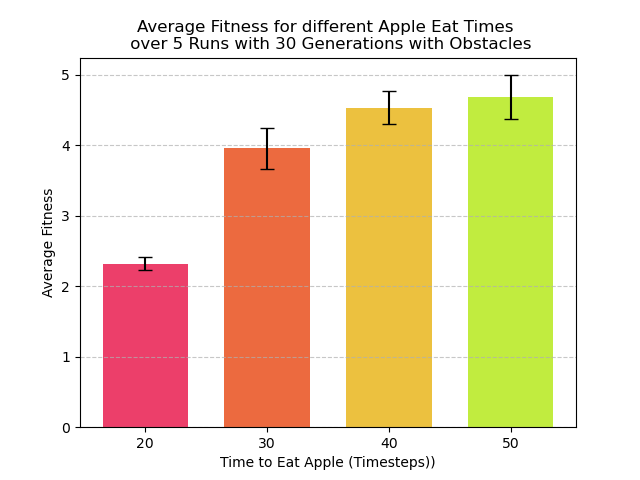 Average Fitness for different Apple Eat Times
over 5 Runs with 30 Generations with Obstacles
Average Fitness
5
4
3
2
1
0
20 30 40 50
Time to Eat Apple (Timesteps))